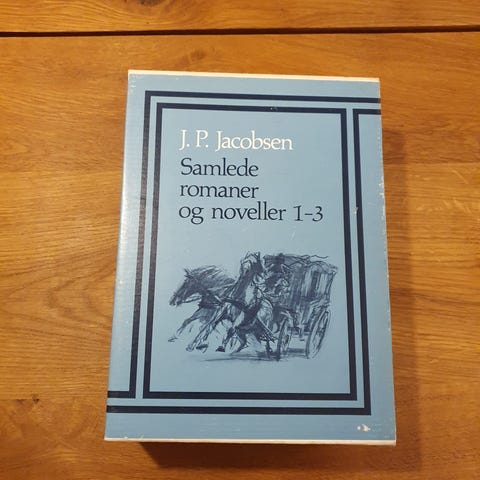 J. P. Jacobsen
Samlede
romaner
og noveller 1-3